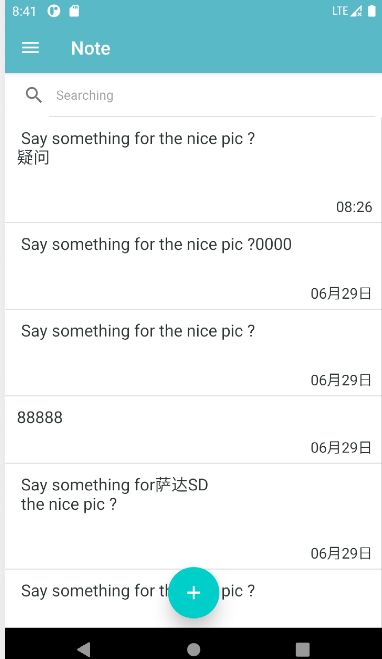 8:41
LTE
Note
Searching
Say something for the nice pic ?
疑问
08:26
Say something for the nice pic ?0000
06月29日
Say something for the nice pic ?
06月29日
88888
06月29日
Say something for萨达SD
the nice pic ?
06月29日
Say something for pic ?